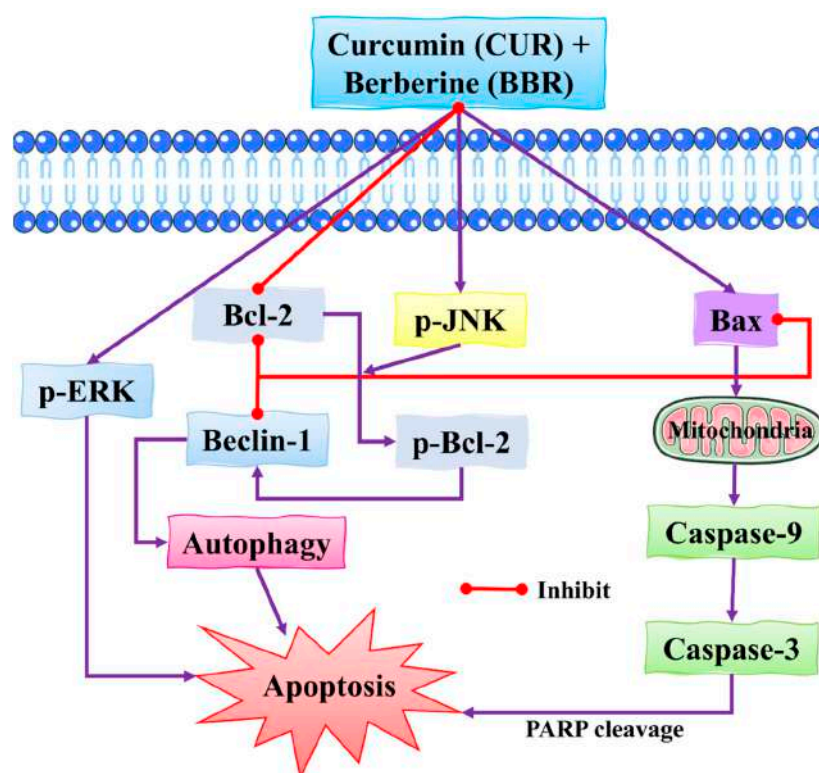 Curcumin (CUR) +
Berberine (BBR)
Bcl-2
p-JNK
Bax
p-ERK
Beclin-1
p-Bcl-2
Mitochondria
Autophagy
Caspase-9
Inhibit
Caspase-3
Apoptosis
PARP cleavage